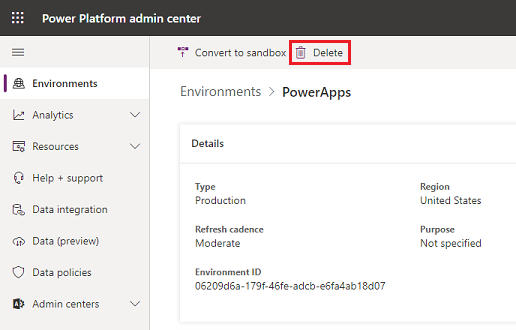 Power Platform admin center
Convert to sandbox Delete
Environments
Environments > PowerApps
Analytics
Details
Resources
Help + support
Type Region
Production United States
Data integration
Refresh cadence Purpose
Data (preview)
Moderate Not specified
Data policies
Environment ID
06209d6a-179f-46fe-adcb-e6fa4ab18d07
Admin centers